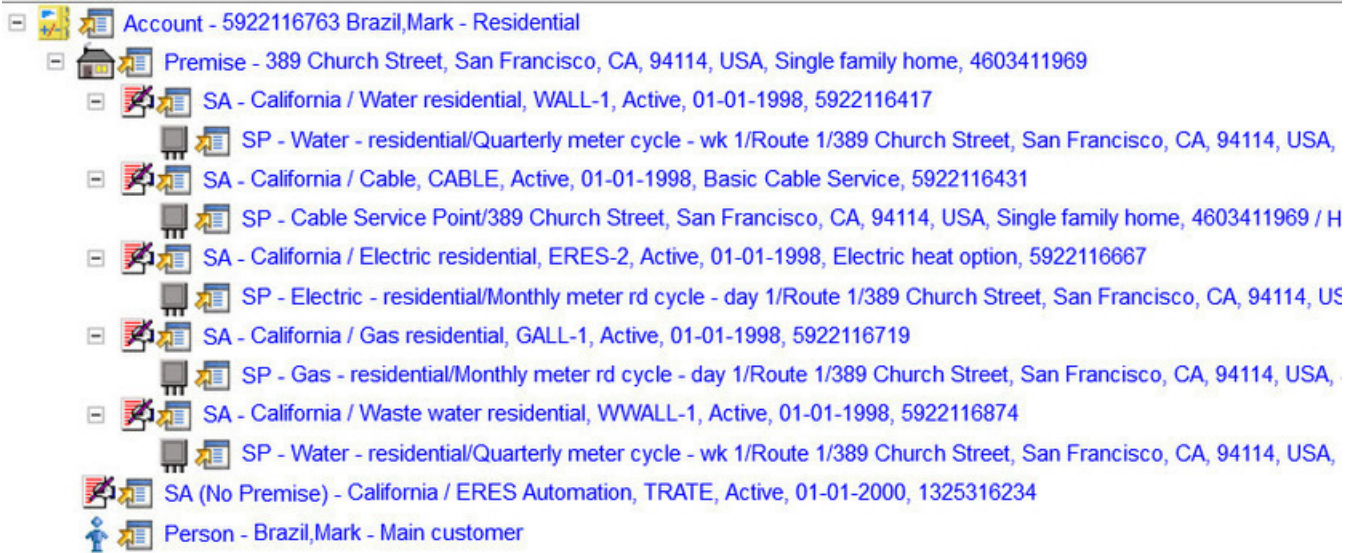 Account - 5922116763 Brazil,Mark - Residential
Premise - 389 Church Street, San Francisco, CA, 94114, USA, Single family home, 4603411969
SA - California / Water residential, WALL-1, Active, 01-01-1998, 5922116417
SP - Water - residential/Quarterly meter cycle - wk 1/Route 1/389 Church Street, San Francisco, CA, 94114, USA,
SA - California / Cable, CABLE, Active, 01-01-1998, Basic Cable Service, 5922116431
SP - Cable Service Point/389 Church Street, San Francisco, CA, 94114, USA, Single family home, 4603411969 / H
SA - California / Electric residential, ERES-2, Active, 01-01-1998, Electric heat option, 5922116667
SP - Electric - residential/Monthly meter rd cycle - day 1/Route 1/389 Church Street, San Francisco, CA, 94114, US
SA - California / Gas residential, GALL-1, Active, 01-01-1998, 5922116719
SP - Gas - residential/Monthly meter rd cycle - day 1/Route 1/389 Church Street, San Francisco, CA, 94114, USA,
SA - California / Waste water residential, WWALL-1, Active, 01-01-1998, 5922116874
SP - Water - residential/Quarterly meter cycle - wk 1/Route 1/389 Church Street, San Francisco, CA, 94114, USA,
SA (No Premise) - California / ERES Automation, TRATE, Active, 01-01-2000, 1325316234
Person - Brazil,Mark - Main customer